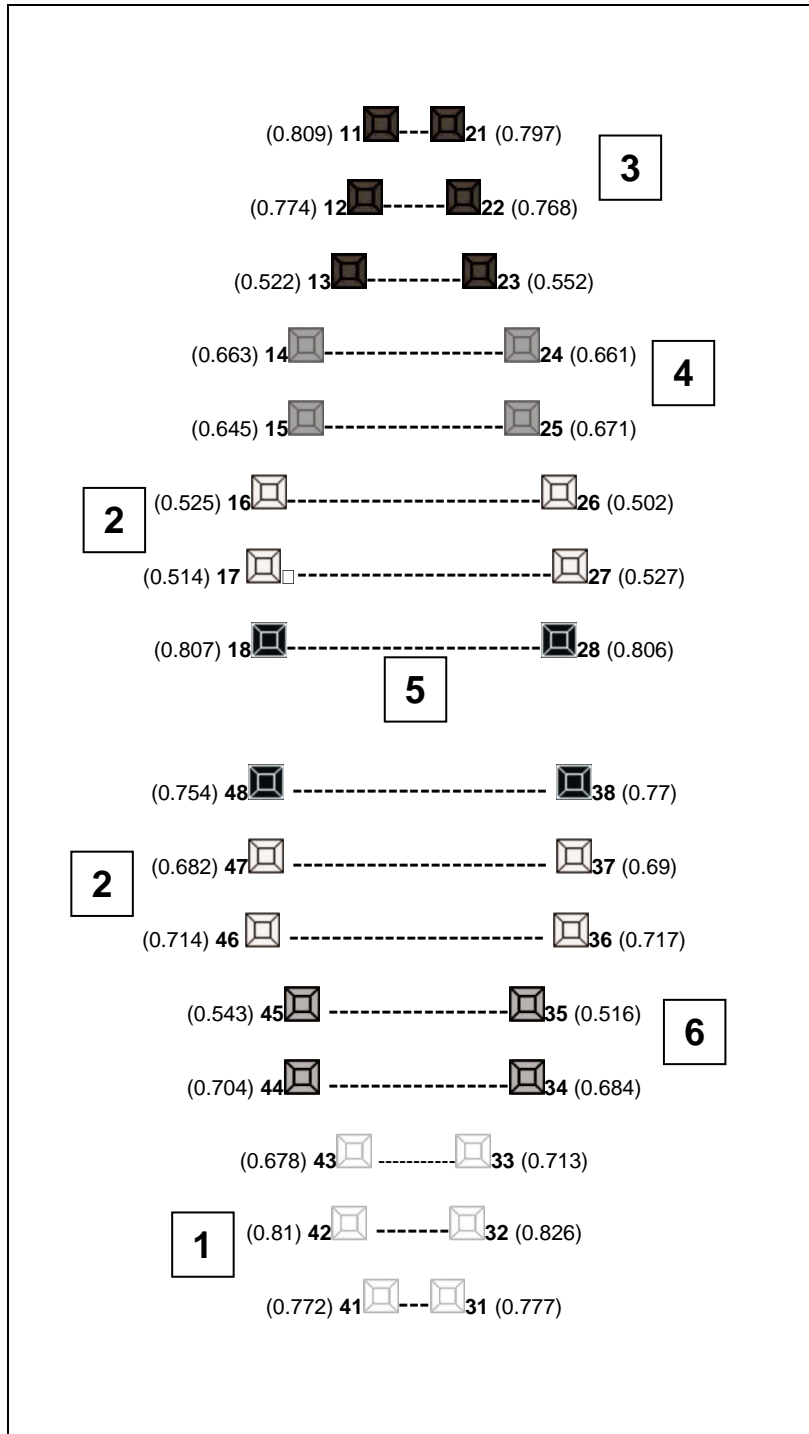 (0.809) 11 --- 21 (0.797)
3
(0.774) 12 ------ 22 (0.768)
(0.522) 13 --------- 23 (0.552)
(0.663) 14 ----------------- 24 (0.661)
4
(0.645) 15 ----------------- 25 (0.671)
2
(0.525) 16 ------------------------ 26 (0.502)
(0.514) 17 ------------------------ 27 (0.527)
(0.807) 18 ------------------------ 28 (0.806)
5
(0.754) 48 ------------------------ 38 (0.77)
(0.682) 47 ------------------------ 37 (0.69)
2
(0.714) 46 ------------------------ 36 (0.717)
(0.543) 45 ----------------- 35 (0.516)
6
(0.704) 44 ----------------- 34 (0.684)
(0.678) 43 ----------- 33 (0.713)
1
(0.81) 42 ------- 32 (0.826)
(0.772) 41 --- 31 (0.777)